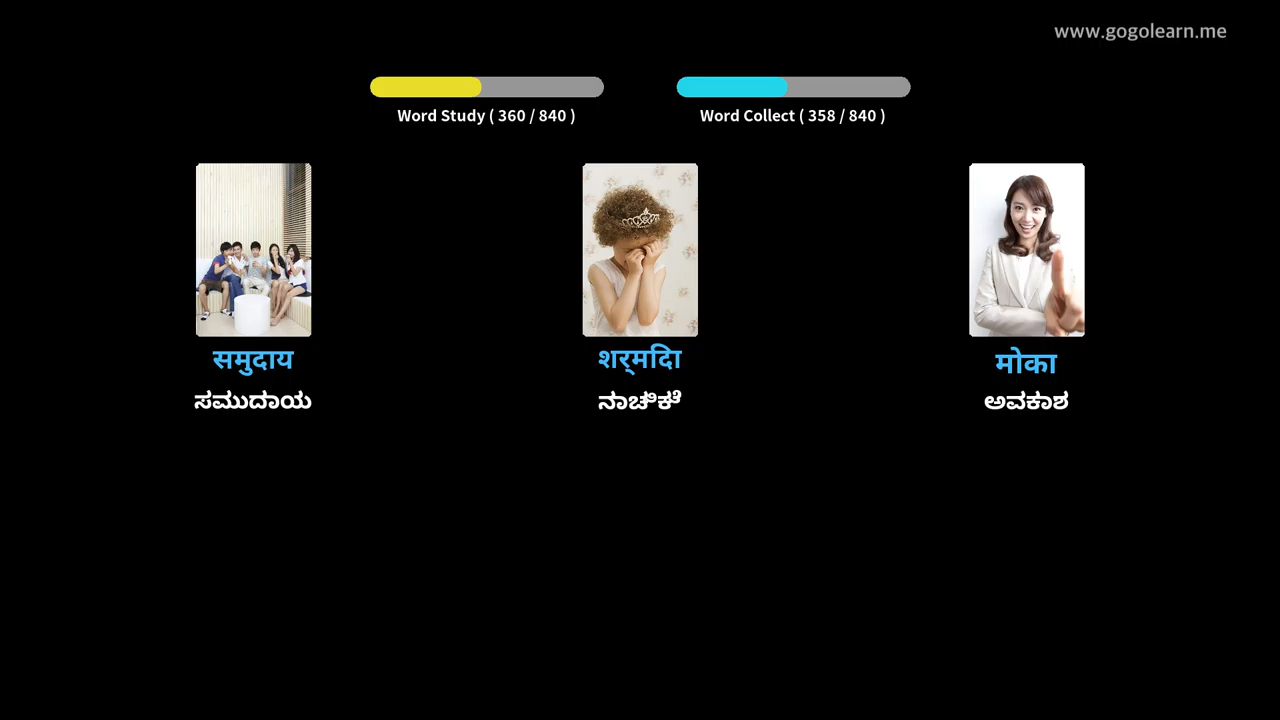 www.gogolearn.me
Word Study ( 360 / 840 )
Word Collect ( 358 / 840 )
समुदाय
शर्मिदा
मोका
ಸಮುದಾಯ
ನಾಚಿಕೆ
ಅವಕಾಶ